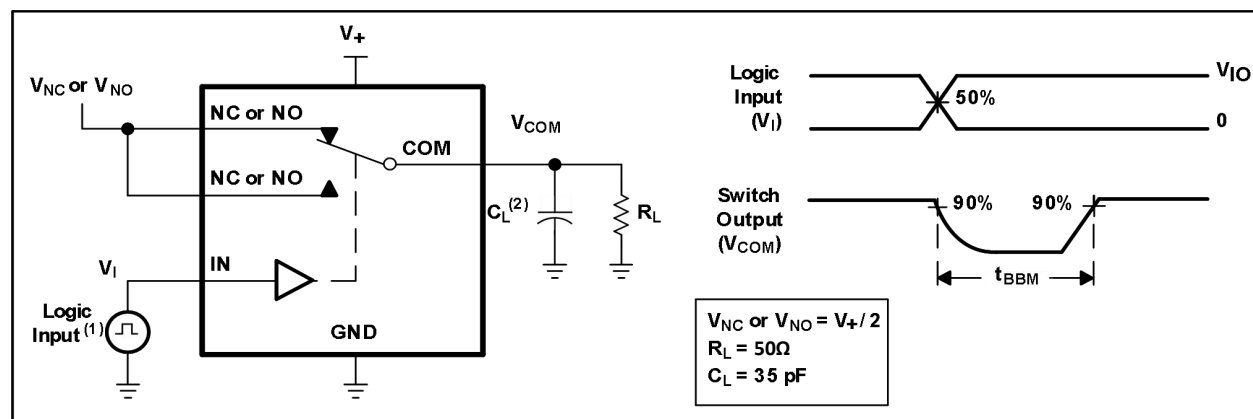 V+
VNC or VNO
NC or NO
VCOM
COM
NC or NO
CL(2)
RL
VI
IN
Logic
Input(1)
GND
Logic
Input
(VI)
50%
VIO
0
Switch
Output
(VCOM)
90%
90%
tBBM
VNC or VNO = V+/2
RL = 50Ω
CL = 35 pF